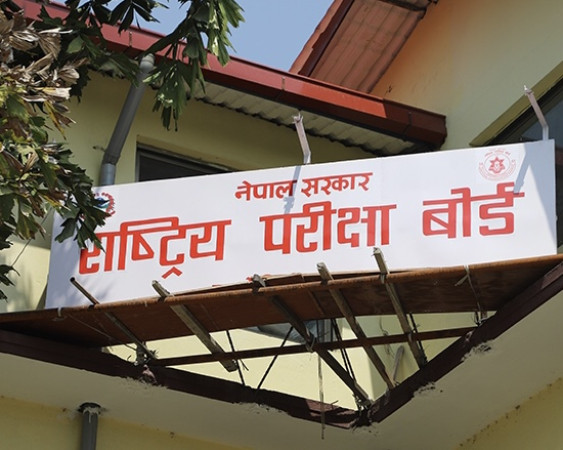 नेपाल सरकार
राष्ट्रिय परीक्षा बोर्ड